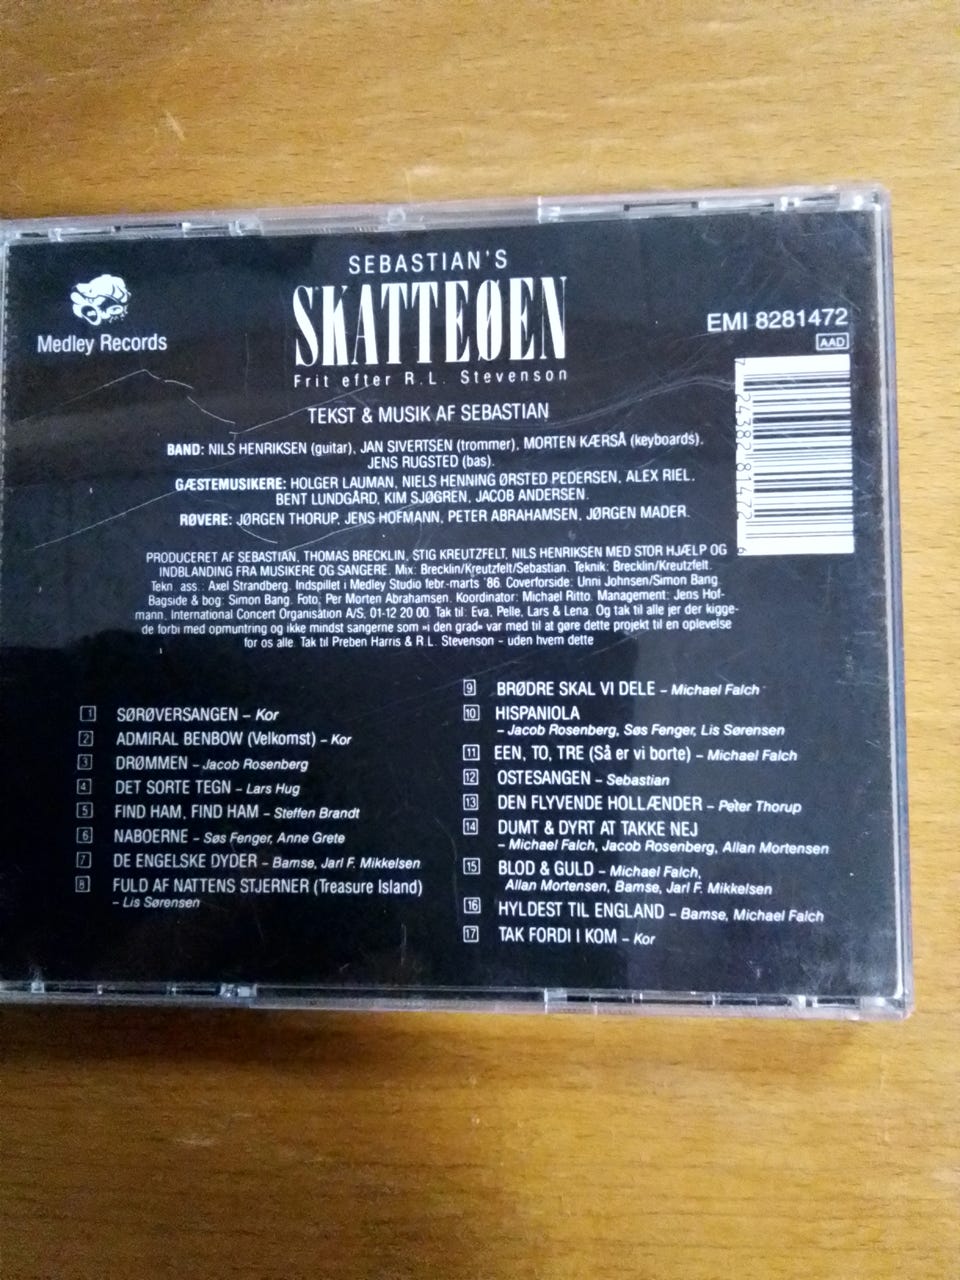 SEBASTIAN'S
SKATTEØEN
Frit efter R.L. Stevenson
TEKST & MUSIK AF SEBASTIAN
Medley Records
EMI 8281472
AAD
7 24382 81472 6
BAND: NILS HENRIKSEN (guitar), JAN SIVERTSEN (trommer), MORTEN KÆRSÅ (keyboards).
JENS RUGSTED (bas).
GÆSTEMUSIKERE: HOLGER LAUMAN, NIELS HENNING ØRSTED PEDERSEN, ALEX RIEL.
BENT LUNDGÅRD, KIM SJØGREN, JACOB ANDERSEN.
RØVERE: JØRGEN THORUP, JENS HOFMANN, PETER ABRAHAMSEN, JØRGEN MADER.
PRODUCERET AF SEBASTIAN, THOMAS BRECKLIN, STIG KREUTZFELT, NILS HENRIKSEN MED STOR HJÆLP OG
INDBLANDING FRA MUSIKERE OG SANGERE. Mix: Brecklin/Kreutzfelt/Sebastian. Teknik: Brecklin/Kreutzfelt.
Tekn. ass.: Axel Strandberg. Indspillet i Medley Studio febr.-marts '86. Coverforside: Unni Johnsen/Simon Bang.
Bagside & bog: Simon Bang. Foto, Per Morten Abrahamsen. Koordinator: Michael Ritto. Management: Jens Hof-
mann, International Concert Organisation A/S, 01-12 20 00. Tak til: Eva, Pelle, Lars & Lena. Og tak til alle jer der kigge-
de forbi med opmuntring og ikke mindst sangerne som »i den grad« var med til at gøre dette projekt til en oplevelse
for os alle. Tak til Preben Harris & R.L. Stevenson - uden hvem dette
1 SØRØVERSANGEN – Kor
2 ADMIRAL BENBOW (Velkomst) – Kor
3 DRØMMEN – Jacob Rosenberg
4 DET SORTE TEGN – Lars Hug
5 FIND HAM, FIND HAM – Steffen Brandt
6 NABOERNE – Søs Fenger, Anne Grete
7 DE ENGELSKE DYDER – Bamse, Jarl F. Mikkelsen
8 FULD AF NATTENS STJERNER (Treasure Island)
– Lis Sørensen
9 BRØDRE SKAL VI DELE – Michael Falch
10 HISPANIOLA
– Jacob Rosenberg, Søs Fenger, Lis Sørensen
11 EEN, TO, TRE (Så er vi borte) – Michael Falch
12 OSTESANGEN – Sebastian
13 DEN FLYVENDE HOLLÆNDER – Peter Thorup
14 DUMT & DYRT AT TAKKE NEJ
– Michael Falch, Jacob Rosenberg, Allan Mortensen
15 BLOD & GULD – Michael Falch,
Allan Mortensen, Bamse, Jarl F. Mikkelsen
16 HYLDEST TIL ENGLAND – Bamse, Michael Falch
17 TAK FORDI I KOM – Kor